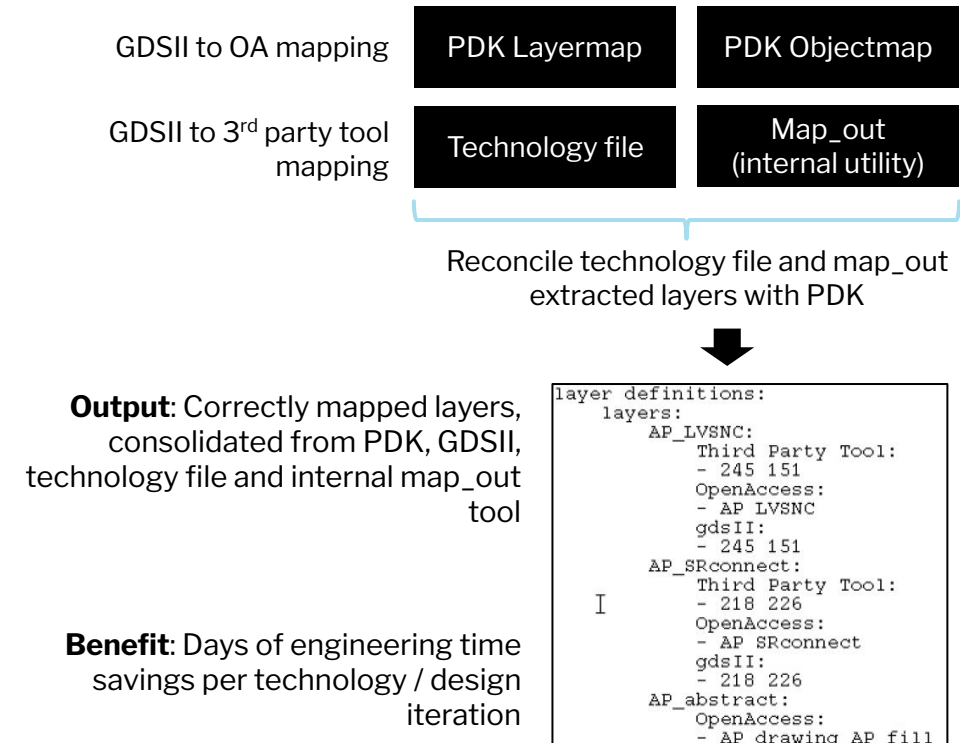 GDSII to OA mapping
PDK Layermap
PDK Objectmap
GDSII to 3rd party tool
mapping
Technology file
Map_out
(internal utility)
Reconcile technology file and map_out
extracted layers with PDK
Output: Correctly mapped layers,
consolidated from PDK, GDSII,
technology file and internal map_out
tool
Benefit: Days of engineering time
savings per technology / design
iteration
layer definitions:
    layers:
        AP_LVSNC:
            Third Party Tool:
            - 245 151
            OpenAccess:
            - AP LVSNC
            gdsII:
            - 245 151
        AP_SRconnect:
            Third Party Tool:
            - 218 226
            OpenAccess:
            - AP SRconnect
            gdsII:
            - 218 226
        AP_abstract:
            OpenAccess:
            - AP drawing AP fill